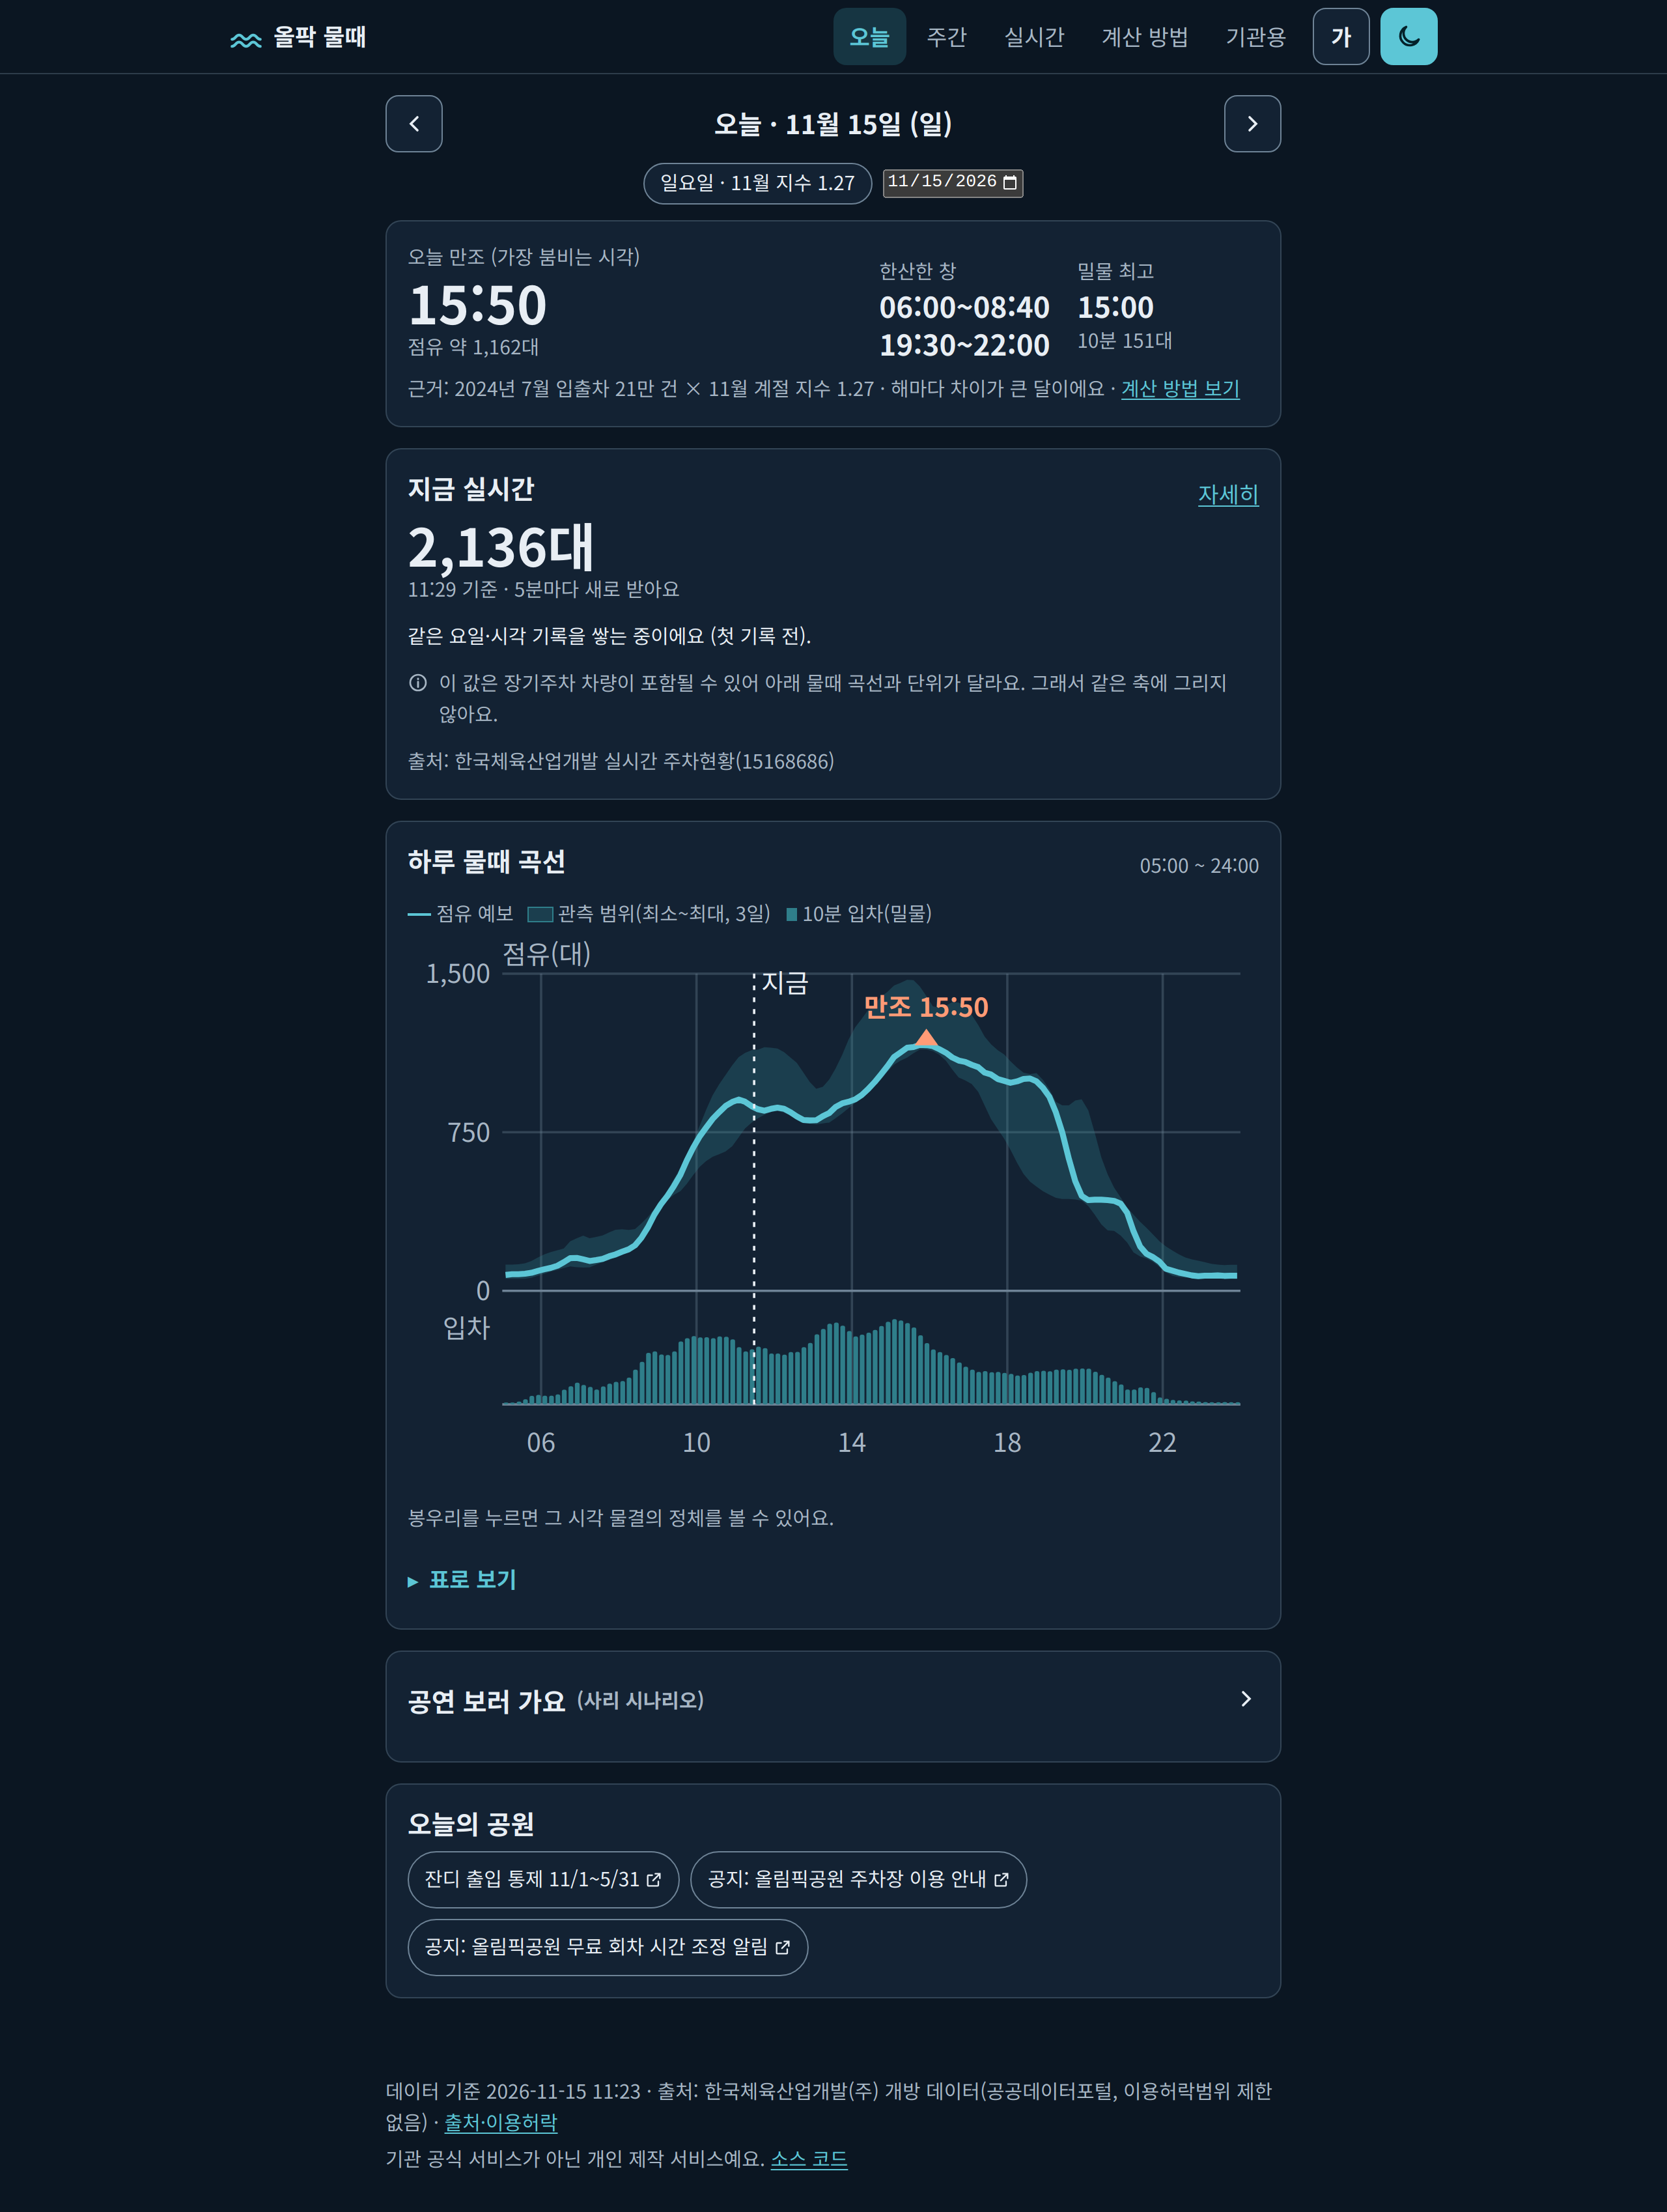 올팍 물때
오늘
주간
실시간
계산 방법
기관용
가
오늘 · 11월 15일 (일)
일요일 · 11월 지수 1.27
11/15/2026
오늘 만조 (가장 붐비는 시각)
15:50
점유 약 1,162대
한산한 창
06:00~08:40
19:30~22:00
밀물 최고
15:00
10분 151대
근거: 2024년 7월 입출차 21만 건 × 11월 계절 지수 1.27 · 해마다 차이가 큰 달이에요 · 계산 방법 보기
지금 실시간
자세히
2,136대
11:29 기준 · 5분마다 새로 받아요
같은 요일·시각 기록을 쌓는 중이에요 (첫 기록 전).
이 값은 장기주차 차량이 포함될 수 있어 아래 물때 곡선과 단위가 달라요. 그래서 같은 축에 그리지
않아요.
출처: 한국체육산업개발 실시간 주차현황(15168686)
하루 물때 곡선
05:00 ~ 24:00
점유 예보
관측 범위(최소~최대, 3일)
10분 입차(밀물)
점유(대)
1,500
지금
만조 15:50
750
0
입차
06
10
14
18
22
봉우리를 누르면 그 시각 물결의 정체를 볼 수 있어요.
▸ 표로 보기
공연 보러 가요 (사리 시나리오)
오늘의 공원
잔디 출입 통제 11/1~5/31
공지: 올림픽공원 주차장 이용 안내
공지: 올림픽공원 무료 회차 시간 조정 알림
데이터 기준 2026-11-15 11:23 · 출처: 한국체육산업개발(주) 개방 데이터(공공데이터포털, 이용허락범위 제한
없음) · 출처·이용허락
기관 공식 서비스가 아닌 개인 제작 서비스예요. 소스 코드